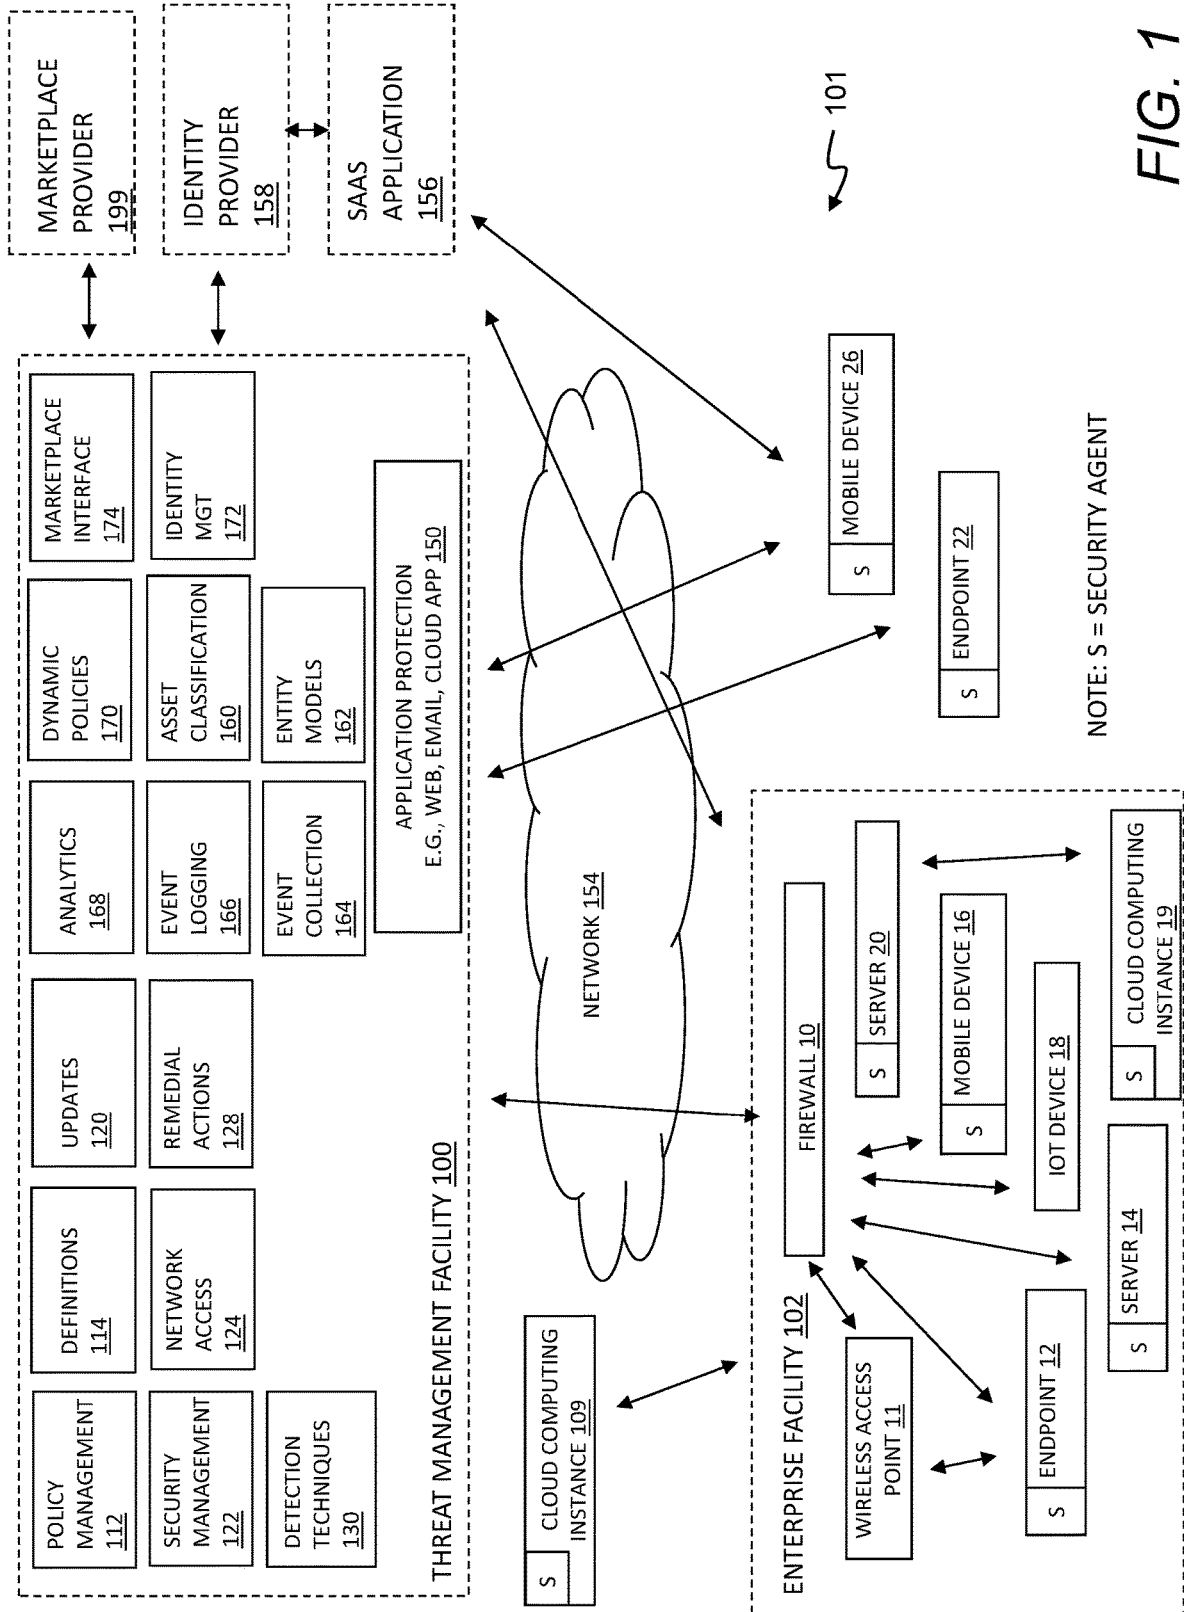 POLICY
MANAGEMENT
112
DEFINITIONS
114
UPDATES
120
ANALYTICS
168
DYNAMIC
POLICIES
170
MARKETPLACE
INTERFACE
174
MARKETPLACE
PROVIDER
199
SECURITY
MANAGEMENT
122
NETWORK
ACCESS
124
REMEDIAL
ACTIONS
128
EVENT
LOGGING
166
ASSET
CLASSIFICATION
160
IDENTITY
MGT
172
IDENTITY
PROVIDER
158
DETECTION
TECHNIQUES
130
EVENT
COLLECTION
164
ENTITY
MODELS
162
APPLICATION PROTECTION
E.G., WEB, EMAIL, CLOUD APP 150
SAAS
APPLICATION
156
THREAT MANAGEMENT FACILITY 100
S
CLOUD COMPUTING
INSTANCE 109
NETWORK 154
ENTERPRISE FACILITY 102
FIREWALL 10
WIRELESS ACCESS
POINT 11
S
SERVER 20
S
MOBILE DEVICE 16
IOT DEVICE 18
S
ENDPOINT 12
S
SERVER 14
S
CLOUD COMPUTING
INSTANCE 19
S
MOBILE DEVICE 26
S
ENDPOINT 22
101
NOTE: S = SECURITY AGENT
FIG. 1